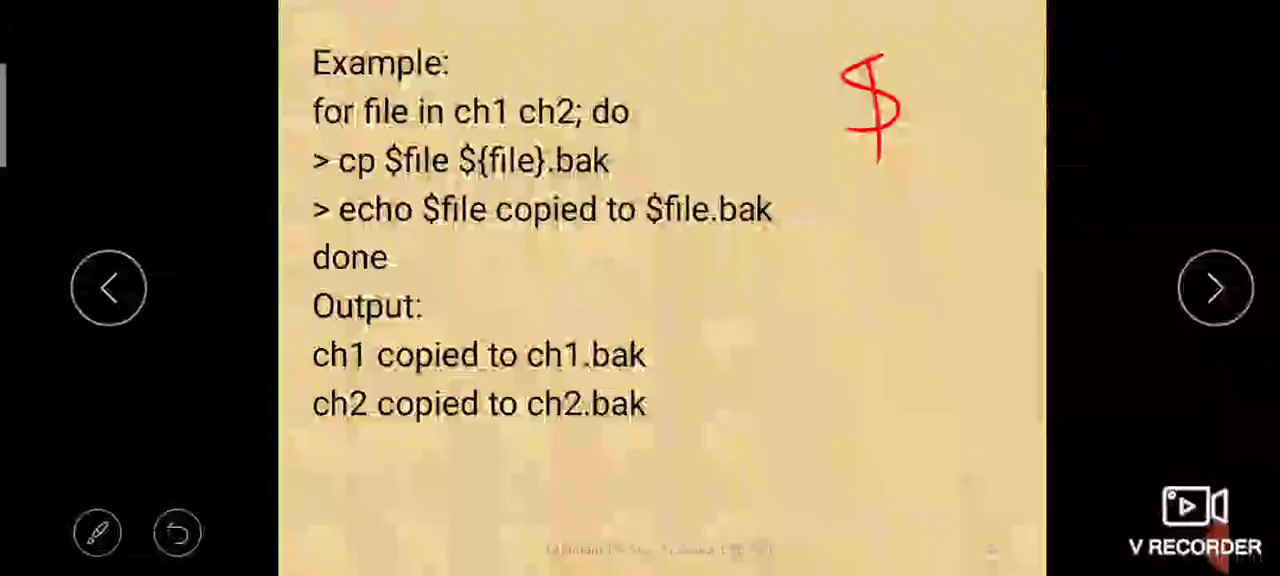 Example:
for file in ch1 ch2; do
> cp $file ${file}.bak
> echo $file copied to $file.bak
done
Output:
ch1 copied to ch1.bak
ch2 copied to ch2.bak
$
V RECORDER